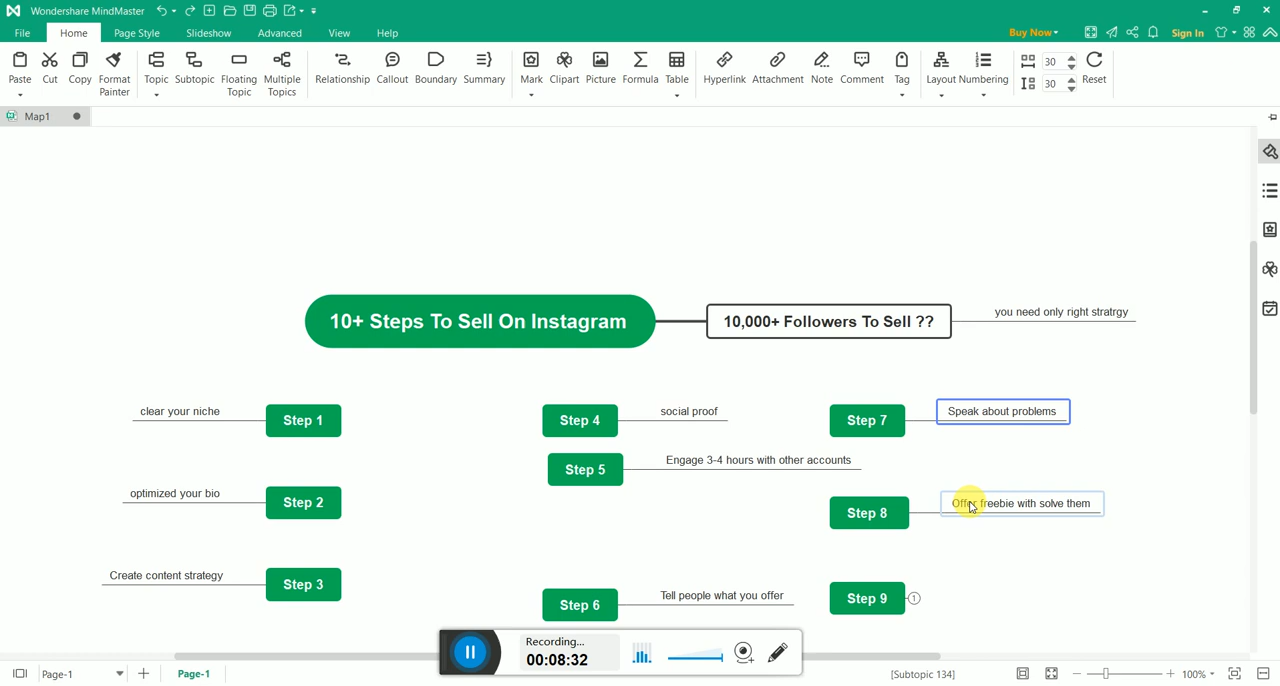 Wondershare MindMaster
File Home Page Style Slideshow Advanced View Help Buy Now Sign In
Paste Cut Copy Format Painter Topic Subtopic Floating Topic Multiple Topics Relationship Callout Boundary Summary Mark Clipart Picture Formula Table Hyperlink Attachment Note Comment Tag Layout Numbering 30 30 Reset
Map1
10+ Steps To Sell On Instagram
10,000+ Followers To Sell ??
you need only right stratrgy
clear your niche
Step 1
Step 4
social proof
Step 7
Speak about problems
Step 5
Engage 3-4 hours with other accounts
optimized your bio
Step 2
Step 8
Offer freebie with solve them
Create content strategy
Step 3
Step 6
Tell people what you offer
Step 9
1
Recording...
00:08:32
Page-1
Page-1
[Subtopic 134]
100%